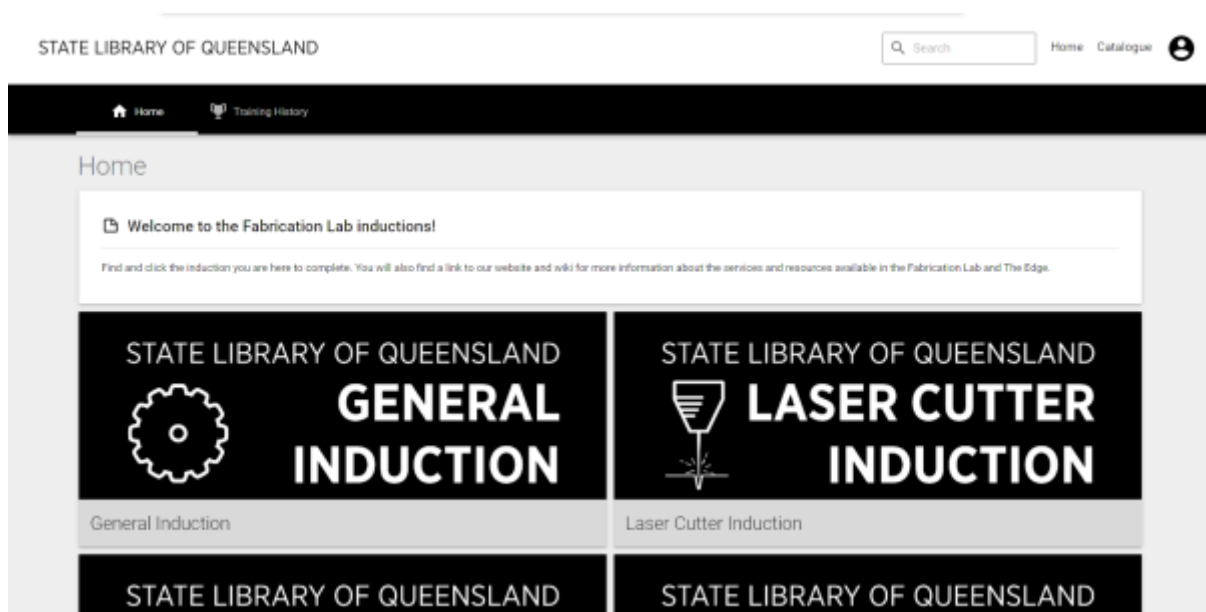 STATE LIBRARY OF QUEENSLAND
Search
Home
Catalogue
Home
Training History
Home
Welcome to the Fabrication Lab inductions!
Find and click the induction you are here to complete. You will also find a link to our website and wiki for more information about the services and resources available in the Fabrication Lab and The Edge.
STATE LIBRARY OF QUEENSLAND
GENERAL
INDUCTION
General Induction
STATE LIBRARY OF QUEENSLAND
LASER CUTTER
INDUCTION
Laser Cutter Induction
STATE LIBRARY OF QUEENSLAND
STATE LIBRARY OF QUEENSLAND